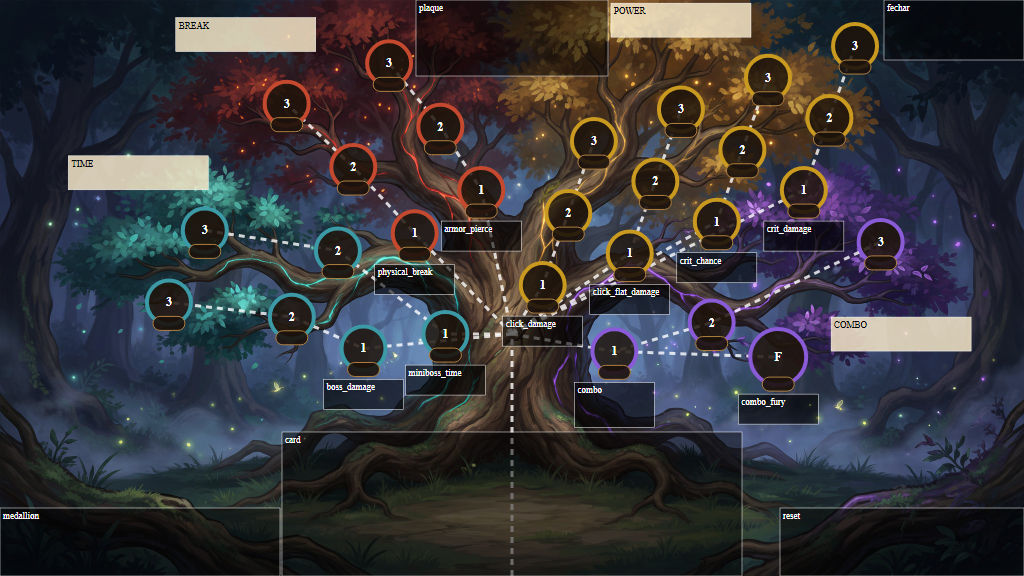 plaque
POWER
fechar
BREAK
3
3
3
3
3
2
2
3
2
TIME
2
2
1
1
armor_pierce
2
1
crit_damage
3
1
physical_break
2
1
crit_chance
3
1
click_flat_damage
3
2
1
click_damage
2
COMBO
1
1
miniboss_time
1
F
boss_damage
combo
combo_fury
card
medallion
reset